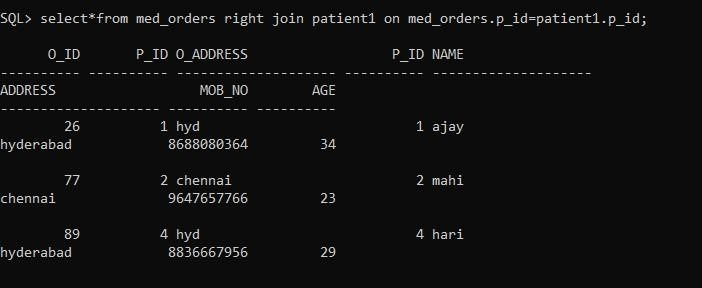 SQL> select*from med_orders right join patient1 on med_orders.p_id=patient1.p_id;
      O_ID       P_ID O_ADDRESS                  P_ID NAME
---------- ---------- -------------------- ---------- --------------------
ADDRESS                  MOB_NO        AGE
-------------------- ---------- ----------
        26          1 hyd                           1 ajay
hyderabad            8688080364         34
        77          2 chennai                       2 mahi
chennai              9647657766         23
        89          4 hyd                           4 hari
hyderabad            8836667956         29